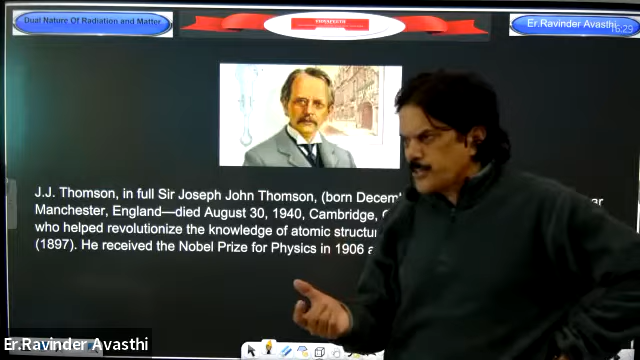 Dual Nature Of Radiation and Matter
Er.Ravinder Avasthi
16:29
J.J. Thomson, in full Sir Joseph John Thomson, (born
Manchester, England—died August 30, 1940, Cambridge,
who helped revolutionize the knowledge of atomic
(1897). He received the Nobel Prize for Physics in 1906
Er.Ravinder Avasthi